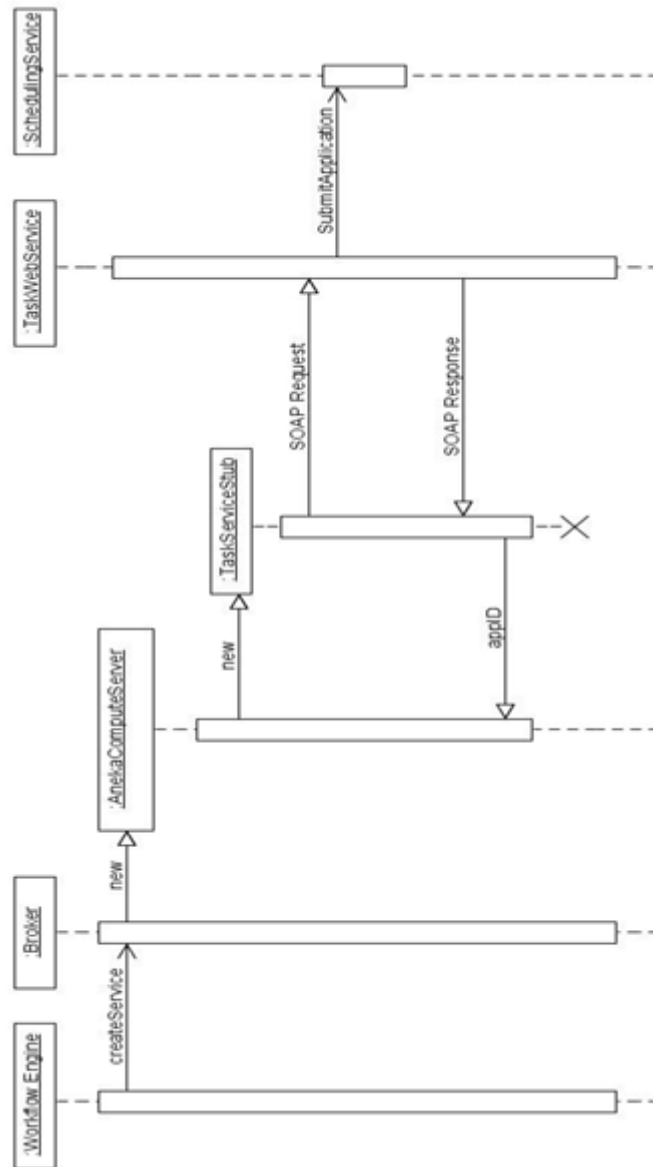 :Workflow Engine
:Broker
:AnekaComputeServer
:TaskServiceStub
:TaskWebService
:SchedulingService
createService
new
new
SOAP Request
SubmitApplication
SOAP Response
appID